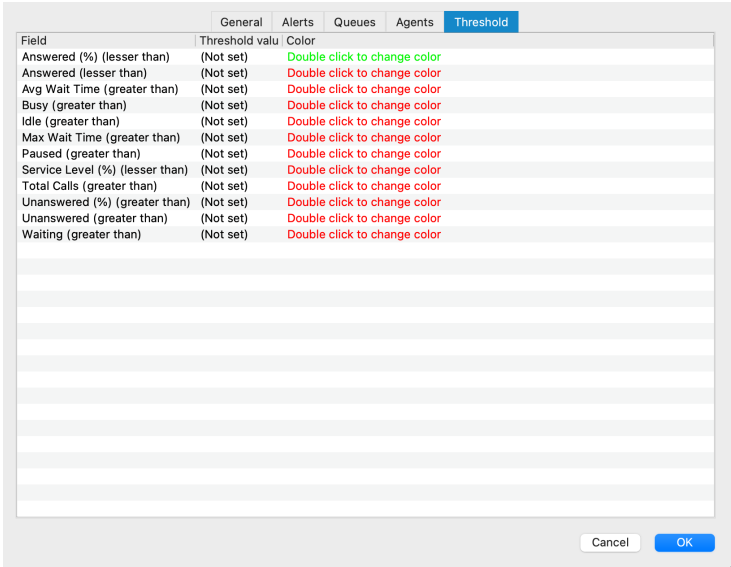 General Alerts Queues Agents Threshold
Field Threshold valu Color
Answered (%) (lesser than) (Not set) Double click to change color
Answered (lesser than) (Not set) Double click to change color
Avg Wait Time (greater than) (Not set) Double click to change color
Busy (greater than) (Not set) Double click to change color
Idle (greater than) (Not set) Double click to change color
Max Wait Time (greater than) (Not set) Double click to change color
Paused (greater than) (Not set) Double click to change color
Service Level (%) (lesser than) (Not set) Double click to change color
Total Calls (greater than) (Not set) Double click to change color
Unanswered (%) (greater than) (Not set) Double click to change color
Unanswered (greater than) (Not set) Double click to change color
Waiting (greater than) (Not set) Double click to change color
Cancel OK